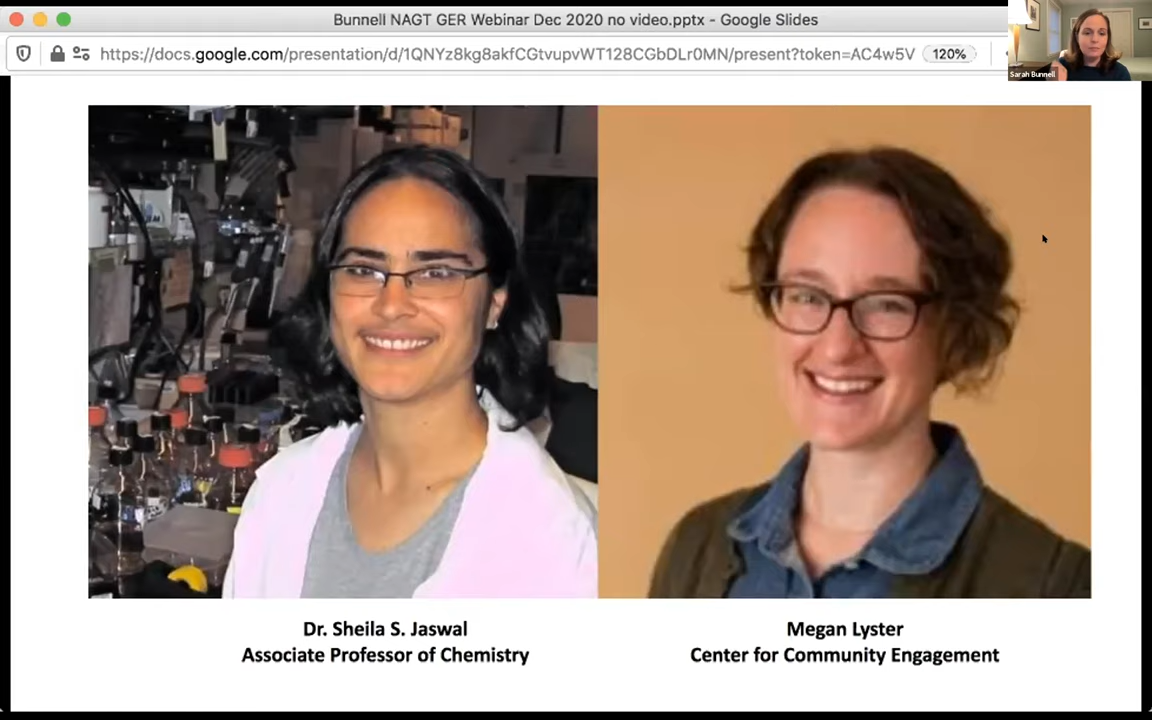 Bunnell NAGT GER Webinar Dec 2020 no video.pptx - Google Slides
https://docs.google.com/presentation/d/1QNYz8kg8akfCGtvupvWT128CGbDLr0MN/present?token=AC4w5V
120%
Sarah Bunnell
Dr. Sheila S. Jaswal
Associate Professor of Chemistry
Megan Lyster
Center for Community Engagement